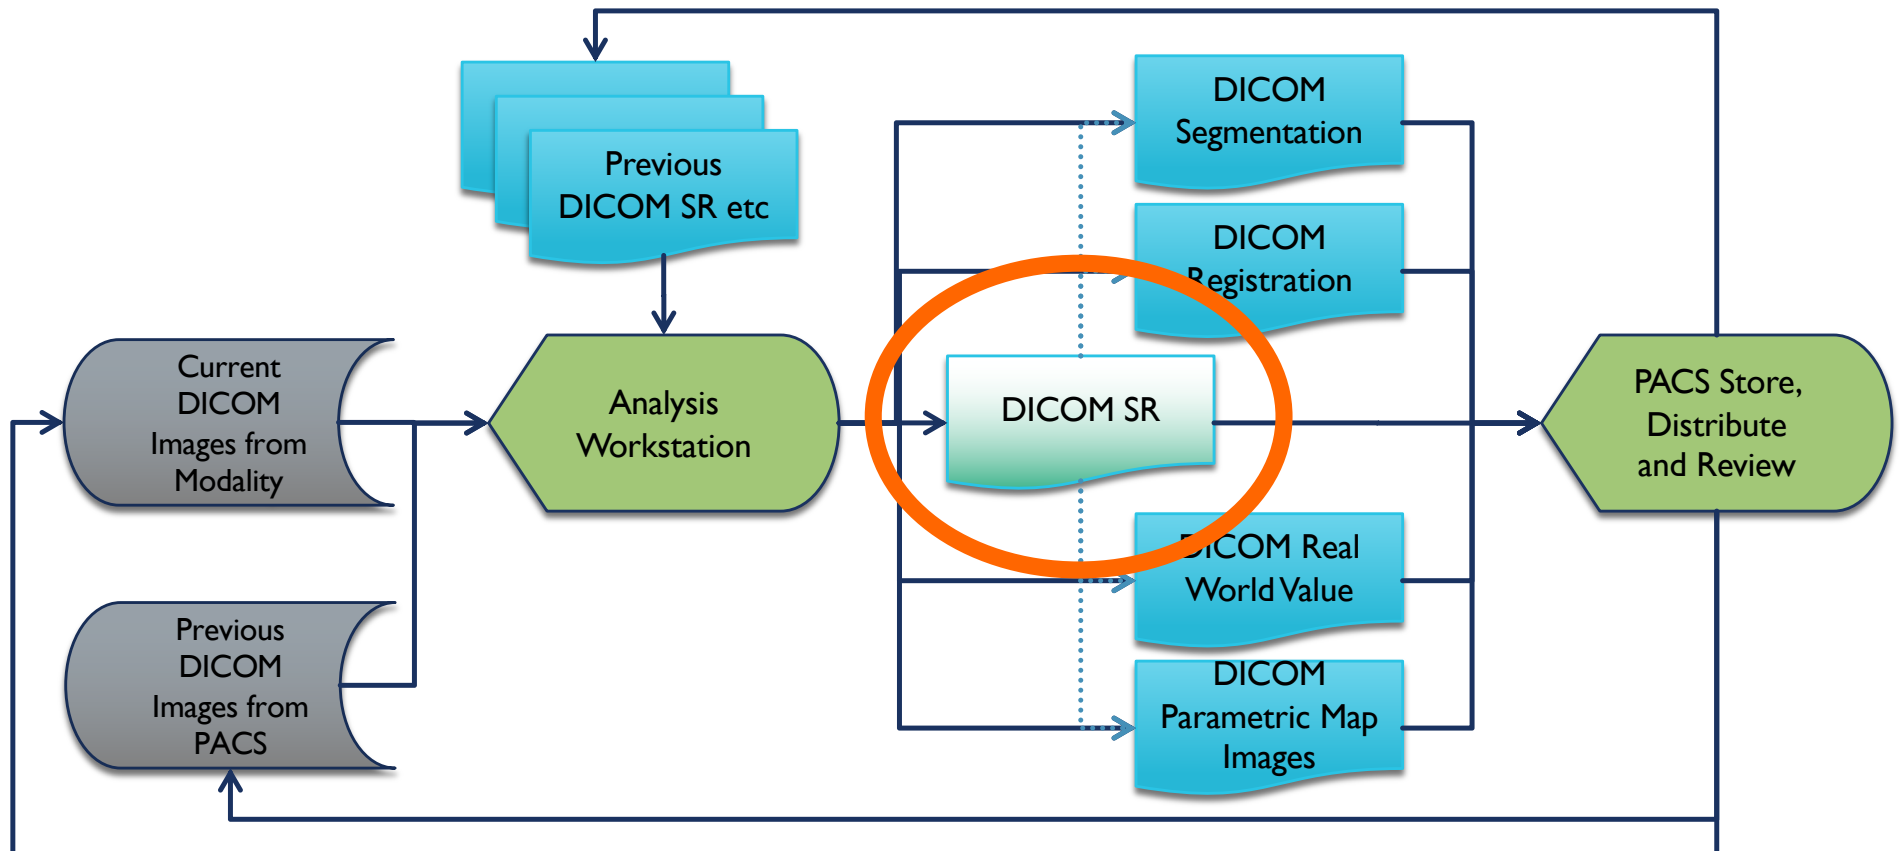 Previous
DICOM SR etc
Current
DICOM
Images from
Modality
Previous
DICOM
Images from
PACS
Analysis
Workstation
DICOM
Segmentation
DICOM
Registration
DICOM SR
DICOM Real
World Value
DICOM
Parametric Map
Images
PACS Store,
Distribute
and Review